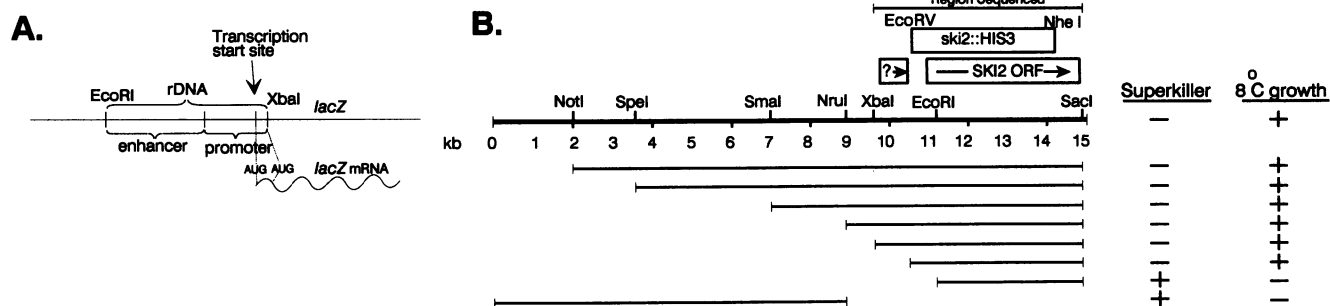 A.
Transcription
start site
EcoRI
rDNA
XbaI
lacZ
enhancer
promoter
AUG AUG
lacZ mRNA
B.
Region Sequenced
EcoRV
Nhe I
ski2::HIS3
?
SKI2 ORF
Superkiller
8°C growth
NotI SpeI SmaI NruI XbaI EcoRI SacI
− +
kb 0 1 2 3 4 5 6 7 8 9 10 11 12 13 14 15
− +
− +
− +
− +
− +
− +
+ −
+ −